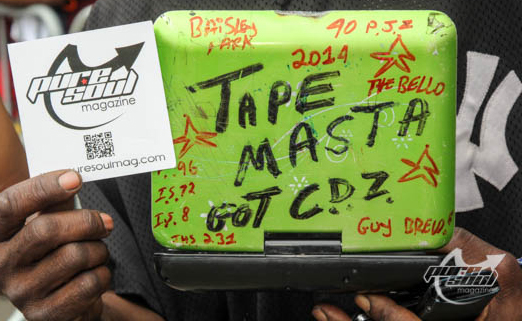 pure soul
magazine
puresoulmag.com
BAISLEY
PARK
40 P.J.Z
2014
THE BELLO
TAPE
MASTA
GOT C.D.Z.
I.S. 72
I.S. 8
JHS 231
GUY BREW.
pure soul
magazine